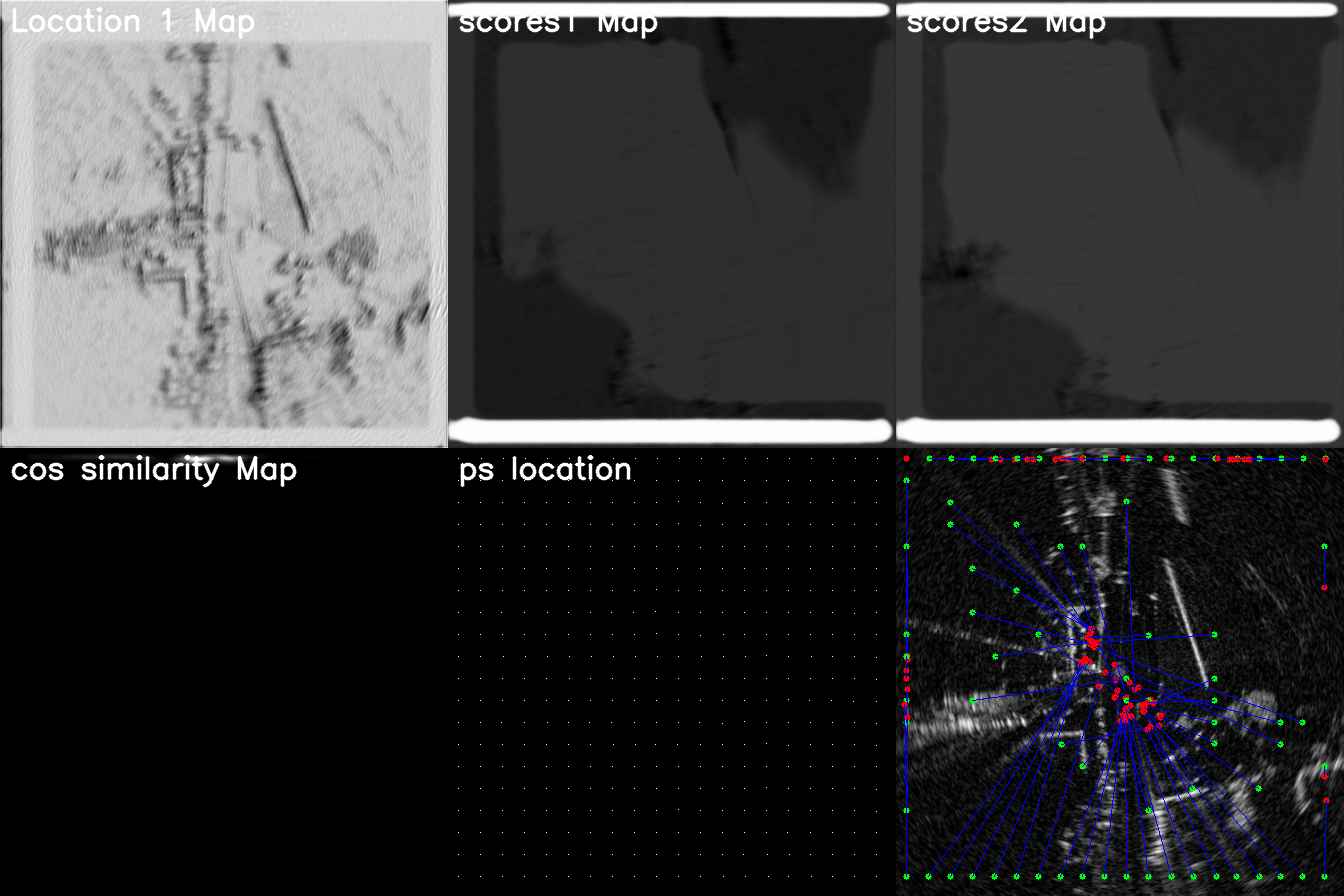 Location 1 Map
scores1 Map
scores2 Map
cos similarity Map
ps location